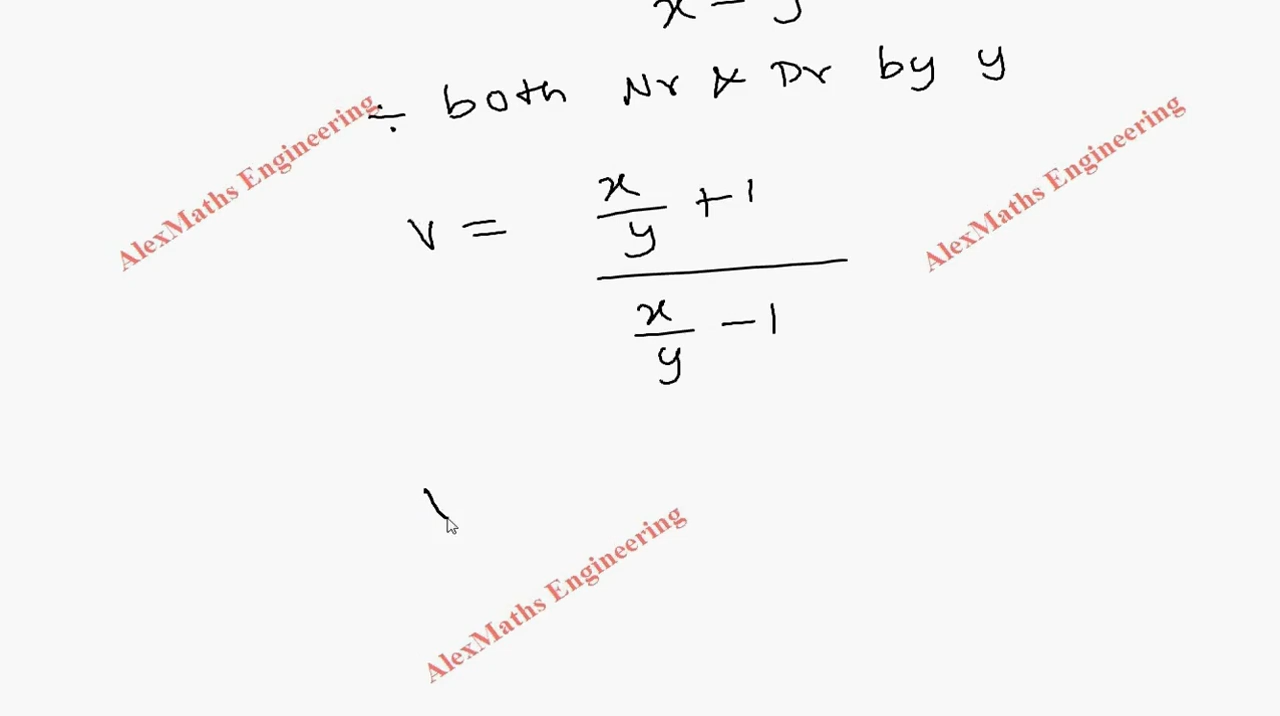 x - y
÷ both Nr & Dr by y
v = (x/y + 1) / (x/y - 1)
AlexMaths Engineering
AlexMaths Engineering
AlexMaths Engineering